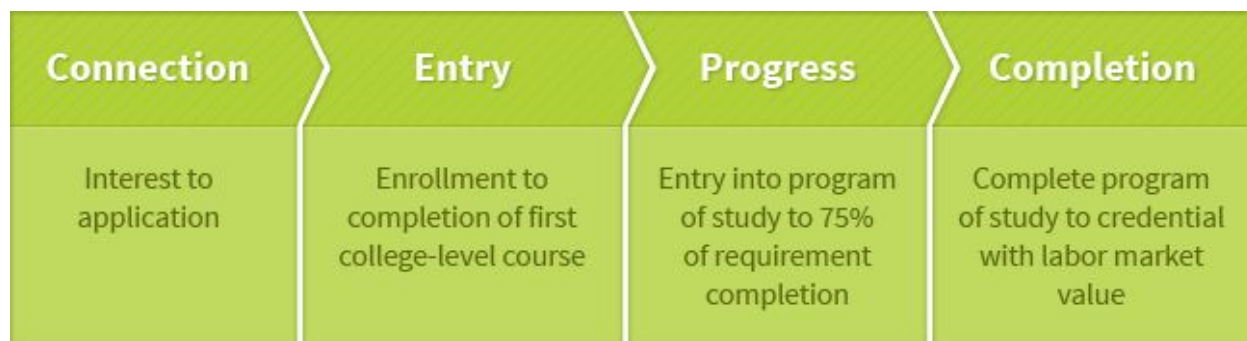 Connection
Interest to
application
Entry
Enrollment to
completion of first
college-level course
Progress
Entry into program
of study to 75%
of requirement
completion
Completion
Complete program
of study to credential
with labor market
value